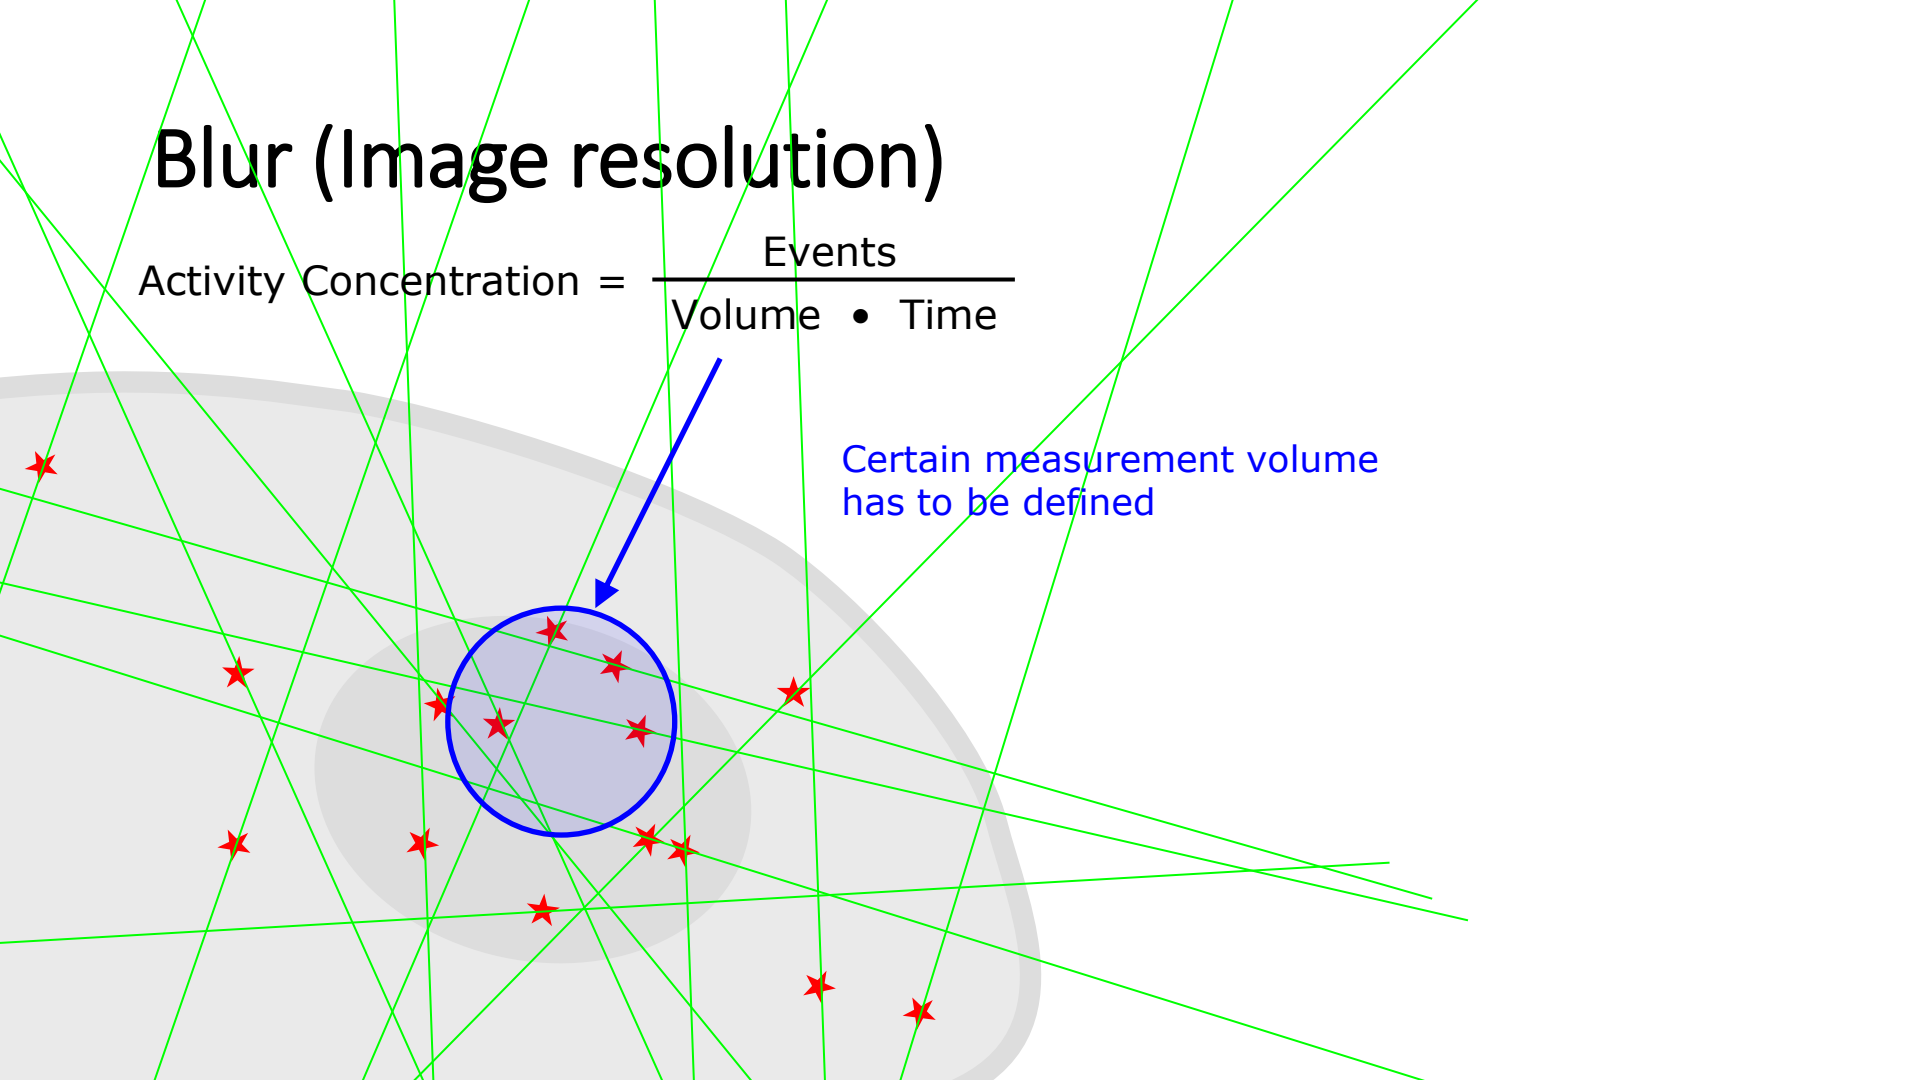 Blur (Image resolution)
Activity Concentration =
Events
Volume • Time
Certain measurement volume
has to be defined